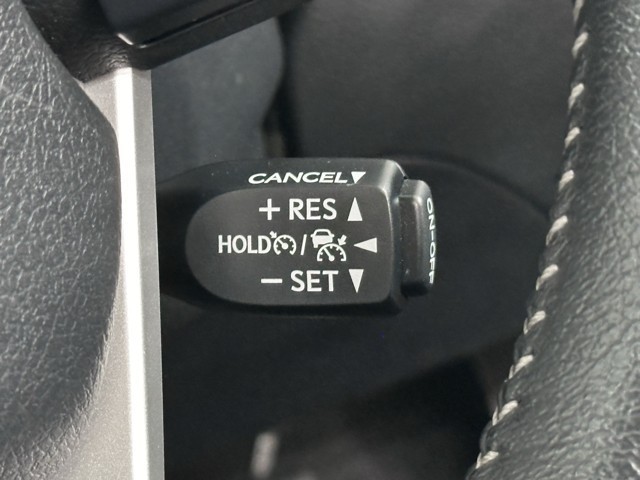 CANCEL▼
+ RES ▲
HOLD / ◄
− SET ▼
ON-OFF